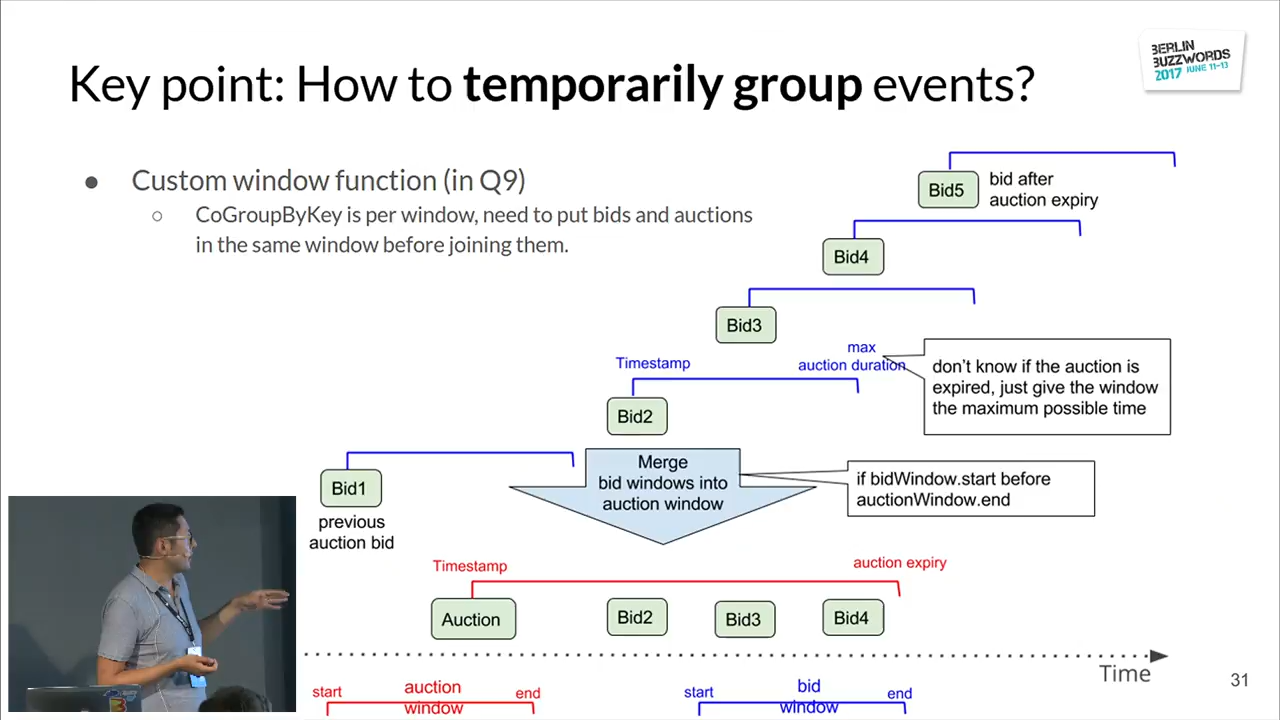 BERLIN
BUZZWORDS
2017 JUNE 11-13
Key point: How to temporarily group events?
● Custom window function (in Q9)
○ CoGroupByKey is per window, need to put bids and auctions
in the same window before joining them.
Bid5
bid after
auction expiry
Bid4
Bid3
Timestamp
max
auction duration
don't know if the auction is
expired, just give the window
the maximum possible time
Bid2
Merge
bid windows into
auction window
if bidWindow.start before
auctionWindow.end
Bid1
previous
auction bid
Timestamp
auction expiry
Auction
Bid2
Bid3
Bid4
Time
start
auction
window
end
start
bid
window
end
31